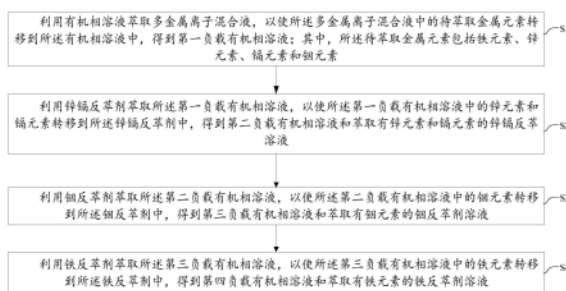 利用有机相溶液萃取多金属离子混合液，以使所述多金属离子混合液中的待萃取金属元素转
移到所述有机相溶液中，得到第一负载有机相溶液；其中，所述待萃取金属元素包括铁元素、锌
元素、镉元素和铟元素
利用锌镉反萃剂萃取所述第一负载有机相溶液，以使所述第一负载有机相溶液中的锌元素和
镉元素转移到所述锌镉反萃剂中，得到第二负载有机相溶液和萃取有锌元素和镉元素的锌镉反萃
溶液
利用铟反萃剂萃取所述第二负载有机相溶液，以使所述第二负载有机相溶液中的铟元素转移
到所述铟反萃剂中，得到第三负载有机相溶液和萃取有铟元素的铟反萃剂溶液
利用铁反萃剂萃取所述第三负载有机相溶液，以使所述第三负载有机相溶液中的铁元素转移
到所述铁反萃剂中，得到第四负载有机相溶液和萃取有铁元素的铁反萃剂溶液